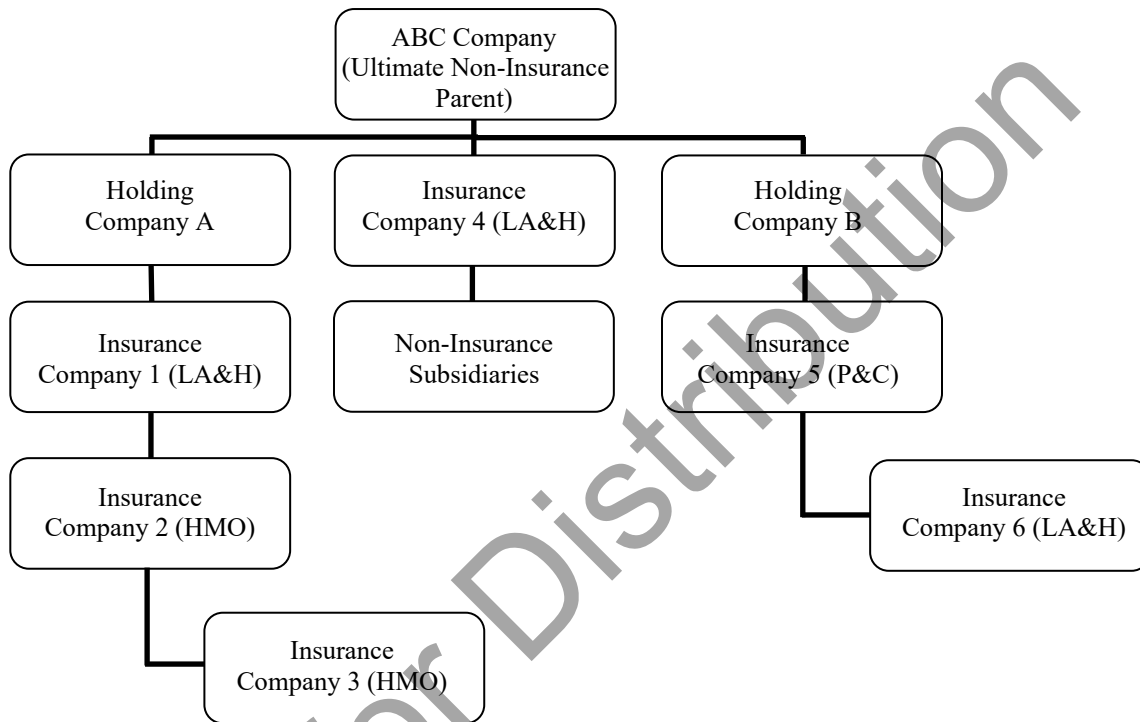 ABC Company
(Ultimate Non-Insurance
Parent)
Holding
Company A
Insurance
Company 4 (LA&H)
Holding
Company B
Insurance
Company 1 (LA&H)
Non-Insurance
Subsidiaries
Insurance
Company 5 (P&C)
Insurance
Company 2 (HMO)
Insurance
Company 6 (LA&H)
Insurance
Company 3 (HMO)
for Distribution